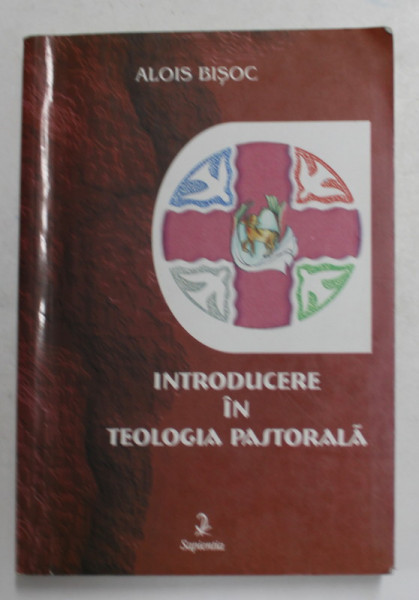 ALOIS BIȘOC
INTRODUCERE
ÎN
TEOLOGIA PASTORALĂ
Sapientia